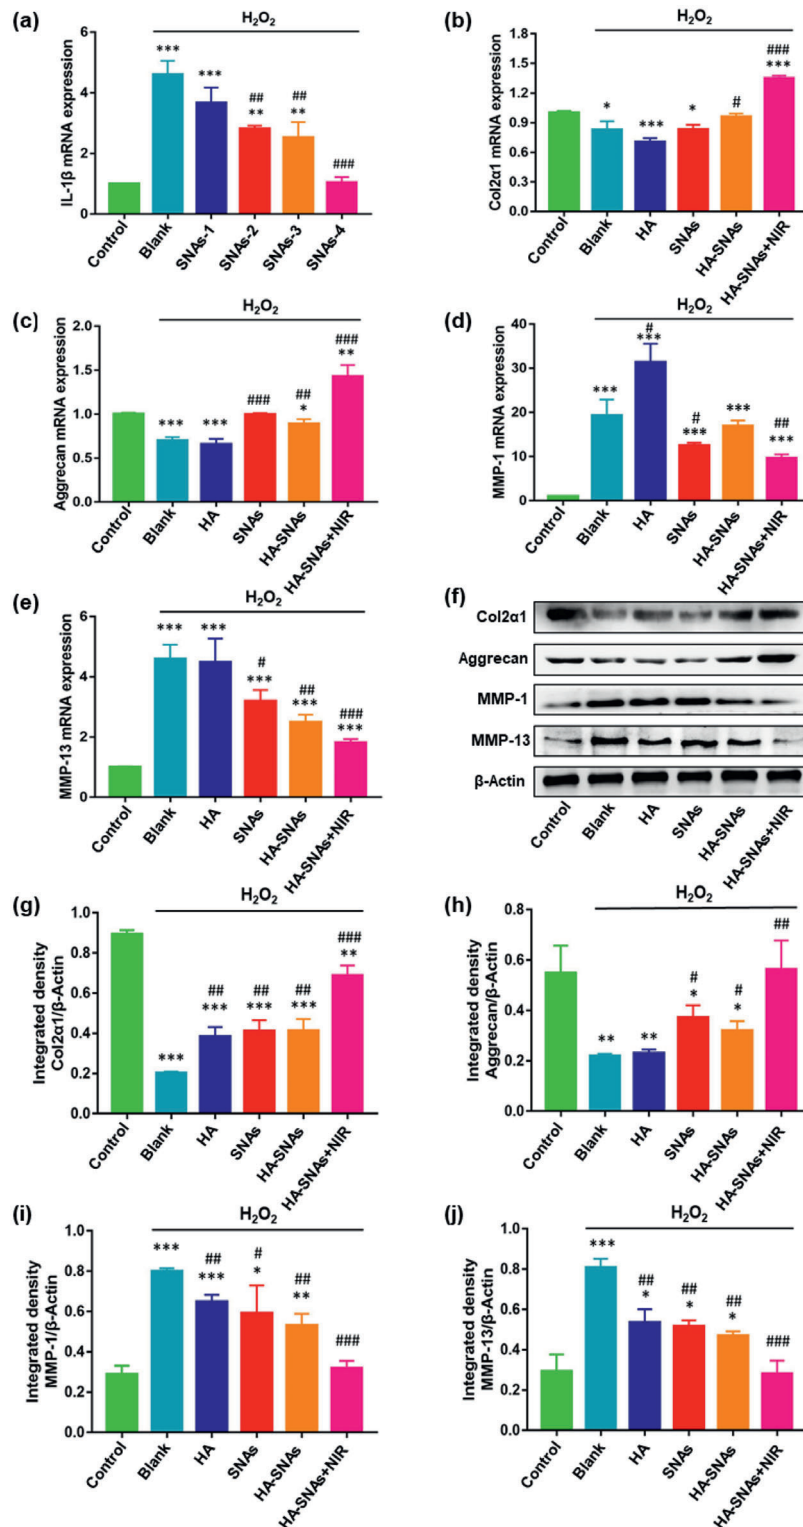 (a)
H₂O₂
IL-1β mRNA expression
6
4
2
0
***
***
##
**
##
**
###
Control
Blank
SNAs-1
SNAs-2
SNAs-3
SNAs-4
(b)
H₂O₂
Col2α1 mRNA expression
1.8
1.5
1.2
0.9
0.6
0.3
0.0
*
***
*
#
###
***
Control
Blank
HA
SNAs
HA-SNAs
HA-SNAs+NIR
(c)
H₂O₂
Aggrecan mRNA expression
2.0
1.5
1.0
0.5
0.0
***
***
###
##
*
###
**
Control
Blank
HA
SNAs
HA-SNAs
HA-SNAs+NIR
(d)
H₂O₂
MMP-1 mRNA expression
40
30
20
10
0
***
#
***
#
***
***
##
***
Control
Blank
HA
SNAs
HA-SNAs
HA-SNAs+NIR
(e)
H₂O₂
MMP-13 mRNA expression
6
4
2
0
***
***
#
***
##
***
###
***
Control
Blank
HA
SNAs
HA-SNAs
HA-SNAs+NIR
(f)
Col2α1
Aggrecan
MMP-1
MMP-13
β-Actin
Control
Blank
HA
SNAs
HA-SNAs
HA-SNAs+NIR
H₂O₂
(g)
H₂O₂
Integrated density
Col2α1/β-Actin
1.0
0.8
0.6
0.4
0.2
0.0
***
##
***
##
***
##
***
###
**
Control
Blank
HA
SNAs
HA-SNAs
HA-SNAs+NIR
(h)
H₂O₂
Integrated density
Aggrecan/β-Actin
0.8
0.6
0.4
0.2
0.0
**
**
#
*
#
*
##
Control
Blank
HA
SNAs
HA-SNAs
HA-SNAs+NIR
(i)
H₂O₂
Integrated density
MMP-1/β-Actin
1.0
0.8
0.6
0.4
0.2
0.0
***
##
***
#
*
##
**
###
Control
Blank
HA
SNAs
HA-SNAs
HA-SNAs+NIR
(j)
H₂O₂
Integrated density
MMP-13/β-Actin
1.0
0.8
0.6
0.4
0.2
0.0
***
##
*
##
*
##
*
###
Control
Blank
HA
SNAs
HA-SNAs
HA-SNAs+NIR